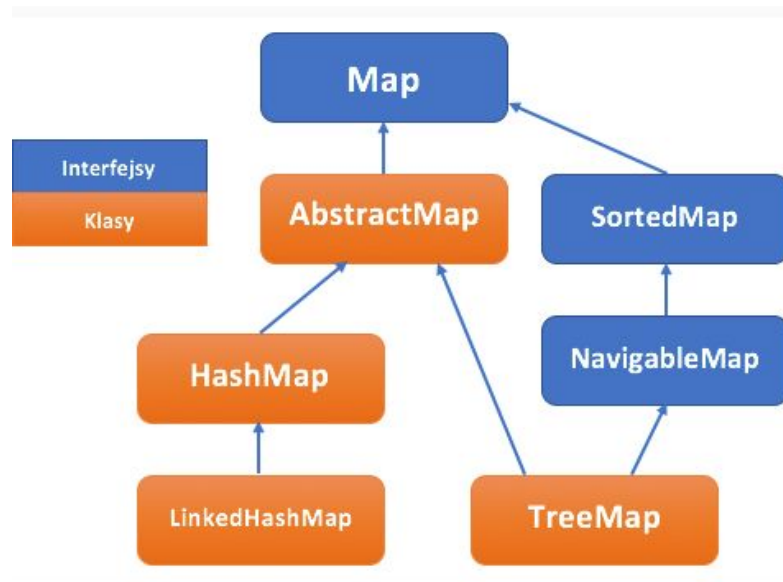 Map
Interfejsy
Klasy
AbstractMap
SortedMap
HashMap
NavigableMap
LinkedHashMap
TreeMap